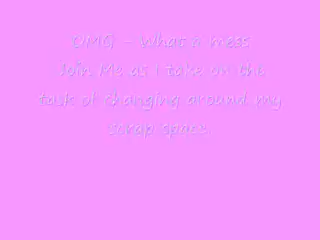 OMG - What a mess
Join Me as I take on the
task of changing around my
scrap space